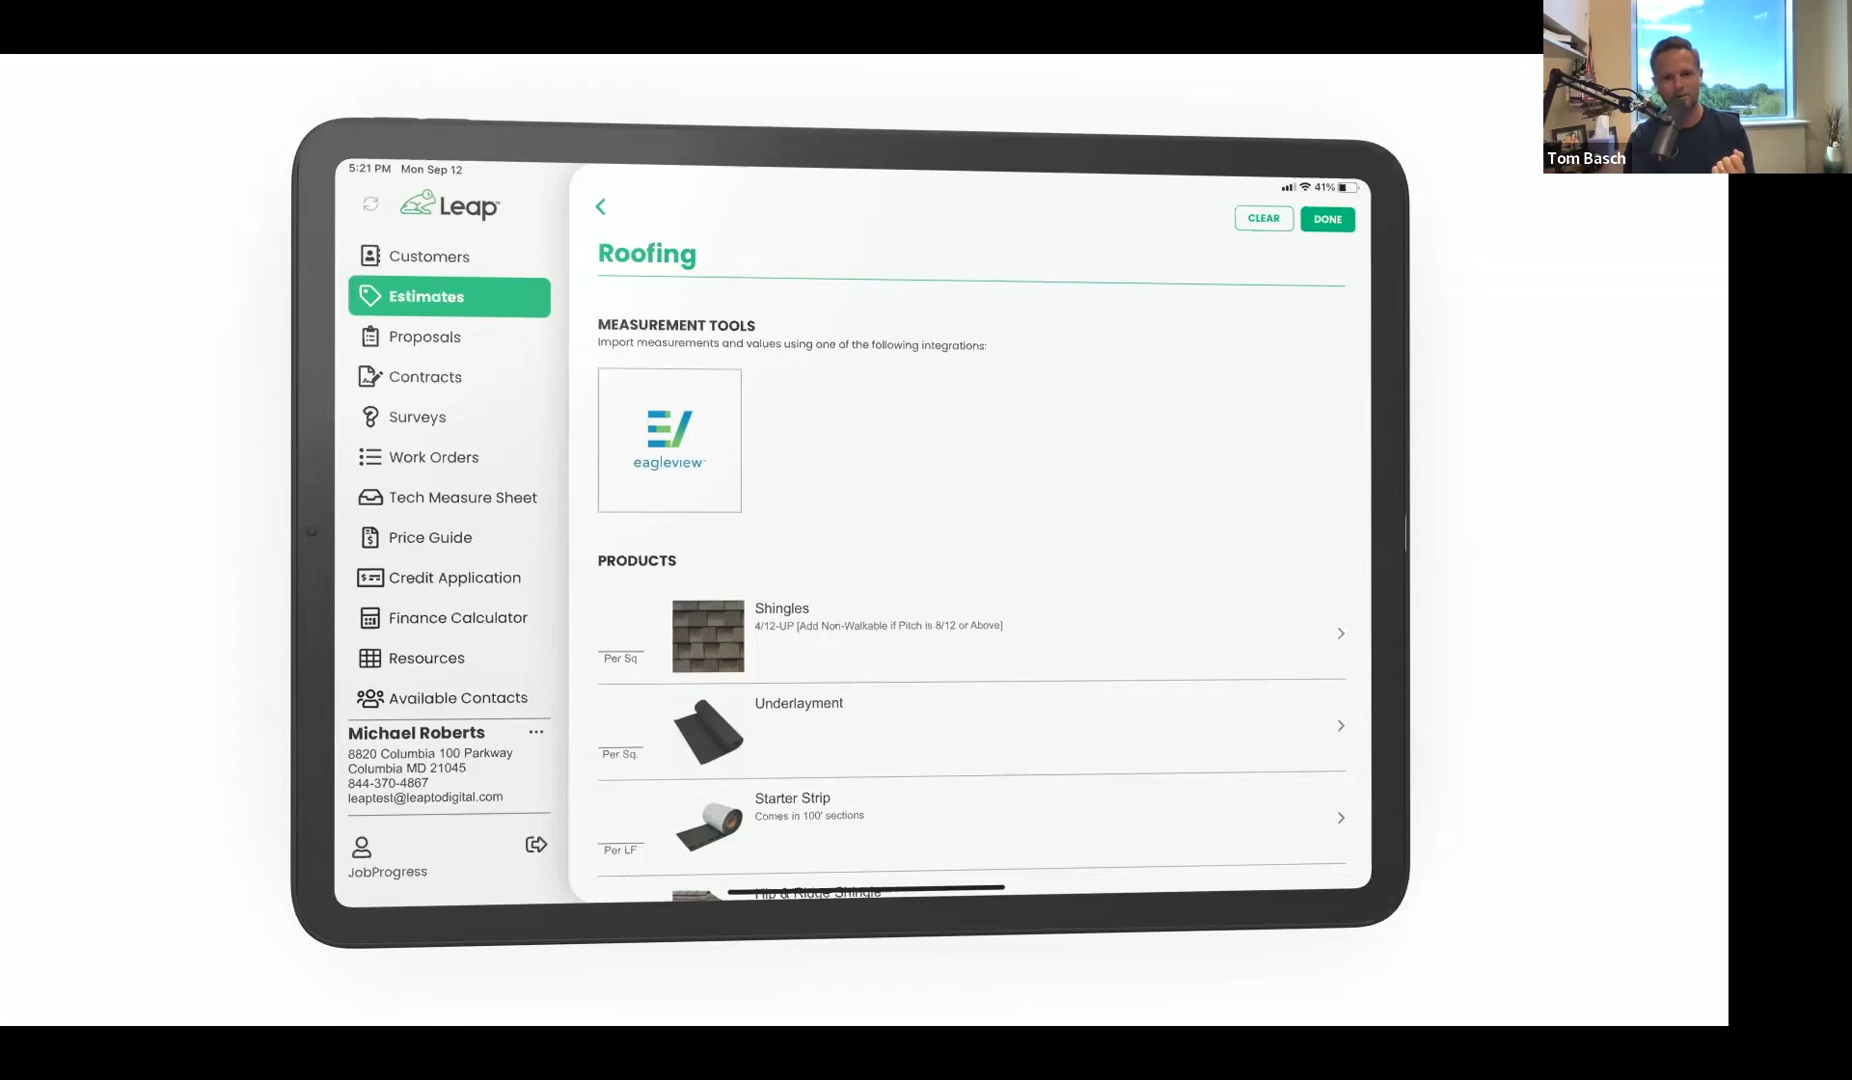 Tom Basch
5:21 PM Mon Sep 12
41%
Leap
CLEAR
DONE
Customers
Estimates
Proposals
Contracts
Surveys
Work Orders
Tech Measure Sheet
Price Guide
Credit Application
Finance Calculator
Resources
Available Contacts
Michael Roberts
8820 Columbia 100 Parkway
Columbia MD 21045
844-370-4867
leaptest@leaptodigital.com
JobProgress
Roofing
MEASUREMENT TOOLS
Import measurements and values using one of the following integrations:
eagleview
PRODUCTS
Shingles
4/12-UP [Add Non-Walkable if Pitch is 8/12 or Above]
Per Sq
Underlayment
Per Sq.
Starter Strip
Comes in 100' sections
Per LF
Hip & Ridge Shingle